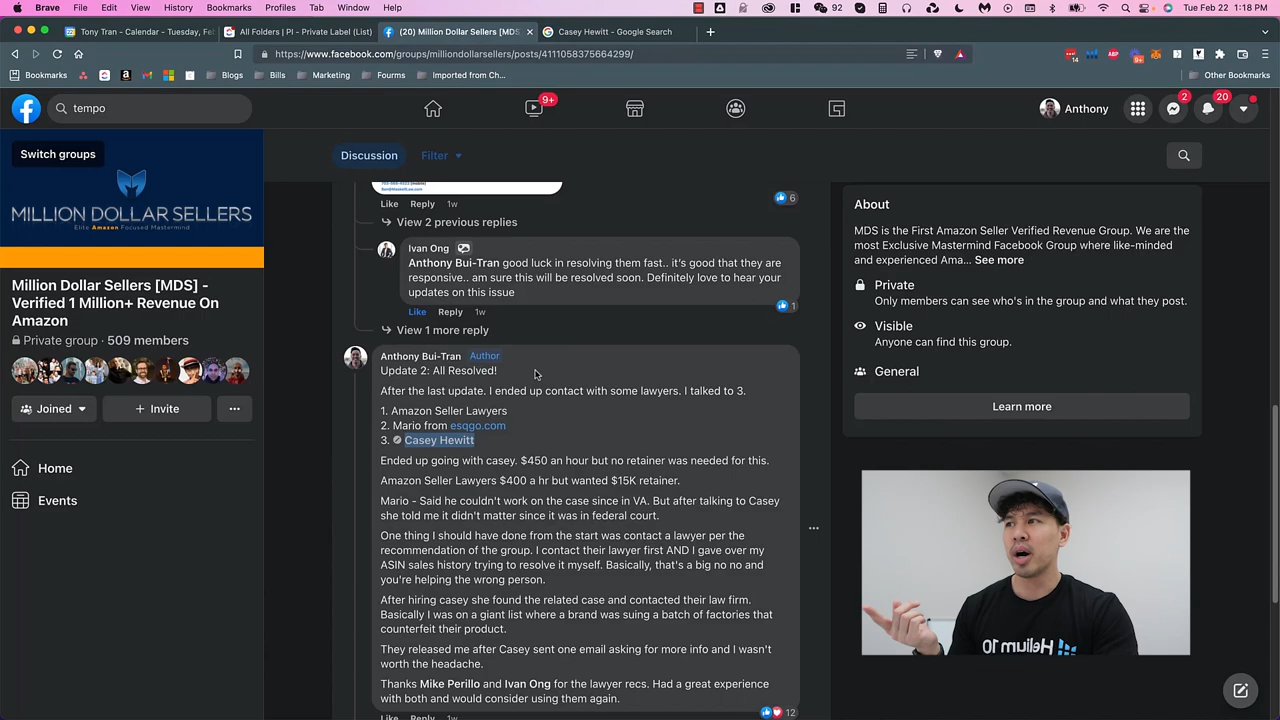 Brave File Edit View History Bookmarks Profiles Tab Window Help
92
Tue Feb 22 1:18 PM
Tony Tran - Calendar - Tuesday, Fe
All Folders | PI - Private Label (List)
(20) Million Dollar Sellers [MDS
Casey Hewitt - Google Search
https://www.facebook.com/groups/milliondollarsellers/posts/4111058375664299/
14
9+
Bookmarks
Blogs
Bills
Marketing
Fourms
Imported from Ch...
Other Bookmarks
tempo
9+
Anthony
2
20
Switch groups
MILLION DOLLAR SELLERS
Elite Amazon Focused Mastermind
Million Dollar Sellers [MDS] -
Verified 1 Million+ Revenue On
Amazon
Private group · 509 members
Joined
Invite
Home
Events
Discussion
Filter
Like Reply 1w
6
View 2 previous replies
Ivan Ong
Anthony Bui-Tran good luck in resolving them fast.. it's good that they are
responsive.. am sure this will be resolved soon. Definitely love to hear your
updates on this issue
1
Like Reply 1w
View 1 more reply
Anthony Bui-Tran Author
Update 2: All Resolved!
After the last update. I ended up contact with some lawyers. I talked to 3.
1. Amazon Seller Lawyers
2. Mario from esqgo.com
3. Casey Hewitt
Ended up going with casey. $450 an hour but no retainer was needed for this.
Amazon Seller Lawyers $400 a hr but wanted $15K retainer.
Mario - Said he couldn't work on the case since in VA. But after talking to Casey
she told me it didn't matter since it was in federal court.
One thing I should have done from the start was contact a lawyer per the
recommendation of the group. I contact their lawyer first AND I gave over my
ASIN sales history trying to resolve it myself. Basically, that's a big no no and
you're helping the wrong person.
After hiring casey she found the related case and contacted their law firm.
Basically I was on a giant list where a brand was suing a batch of factories that
counterfeit their product.
They released me after Casey sent one email asking for more info and I wasn't
worth the headache.
Thanks Mike Perillo and Ivan Ong for the lawyer recs. Had a great experience
with both and would consider using them again.
12
Like Reply 1w
About
MDS is the First Amazon Seller Verified Revenue Group. We are the
most Exclusive Mastermind Facebook Group where like-minded
and experienced Ama... See more
Private
Only members can see who's in the group and what they post.
Visible
Anyone can find this group.
General
Learn more
Helium 10